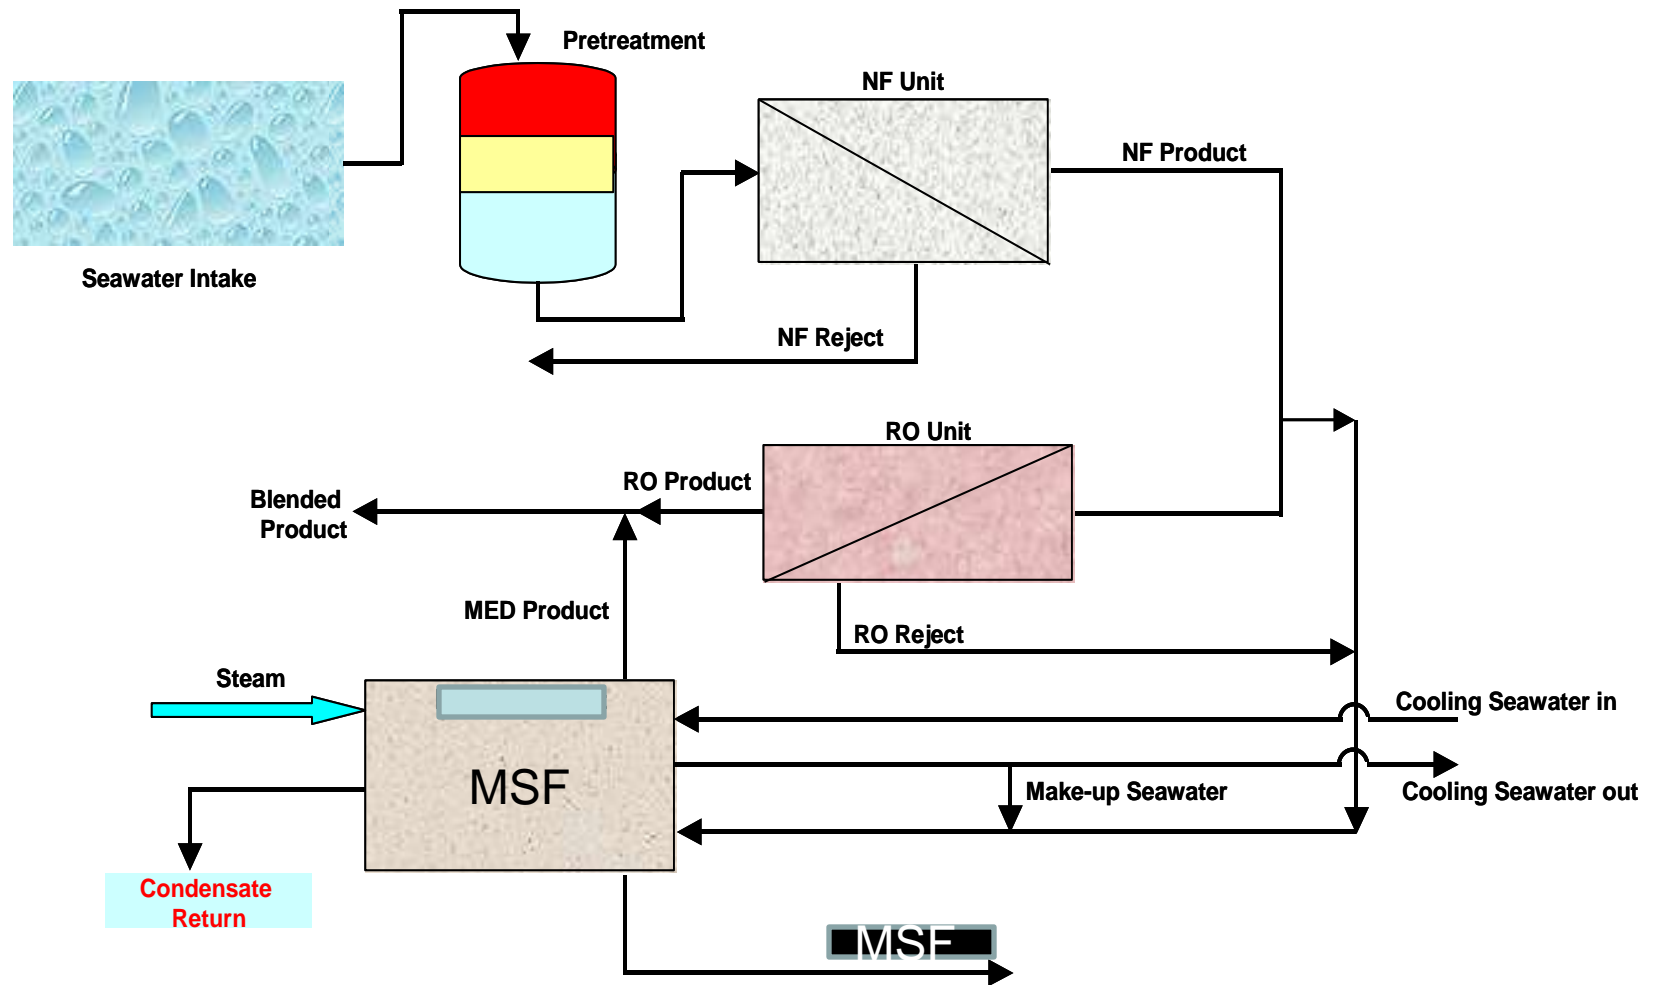 Pretreatment
NF Unit
NF Product
Seawater Intake
NF Reject
RO Unit
RO Product
Blended
Product
MED Product
RO Reject
Steam
Cooling Seawater in
MSF
Make-up Seawater
Cooling Seawater out
Condensate
Return
MSF